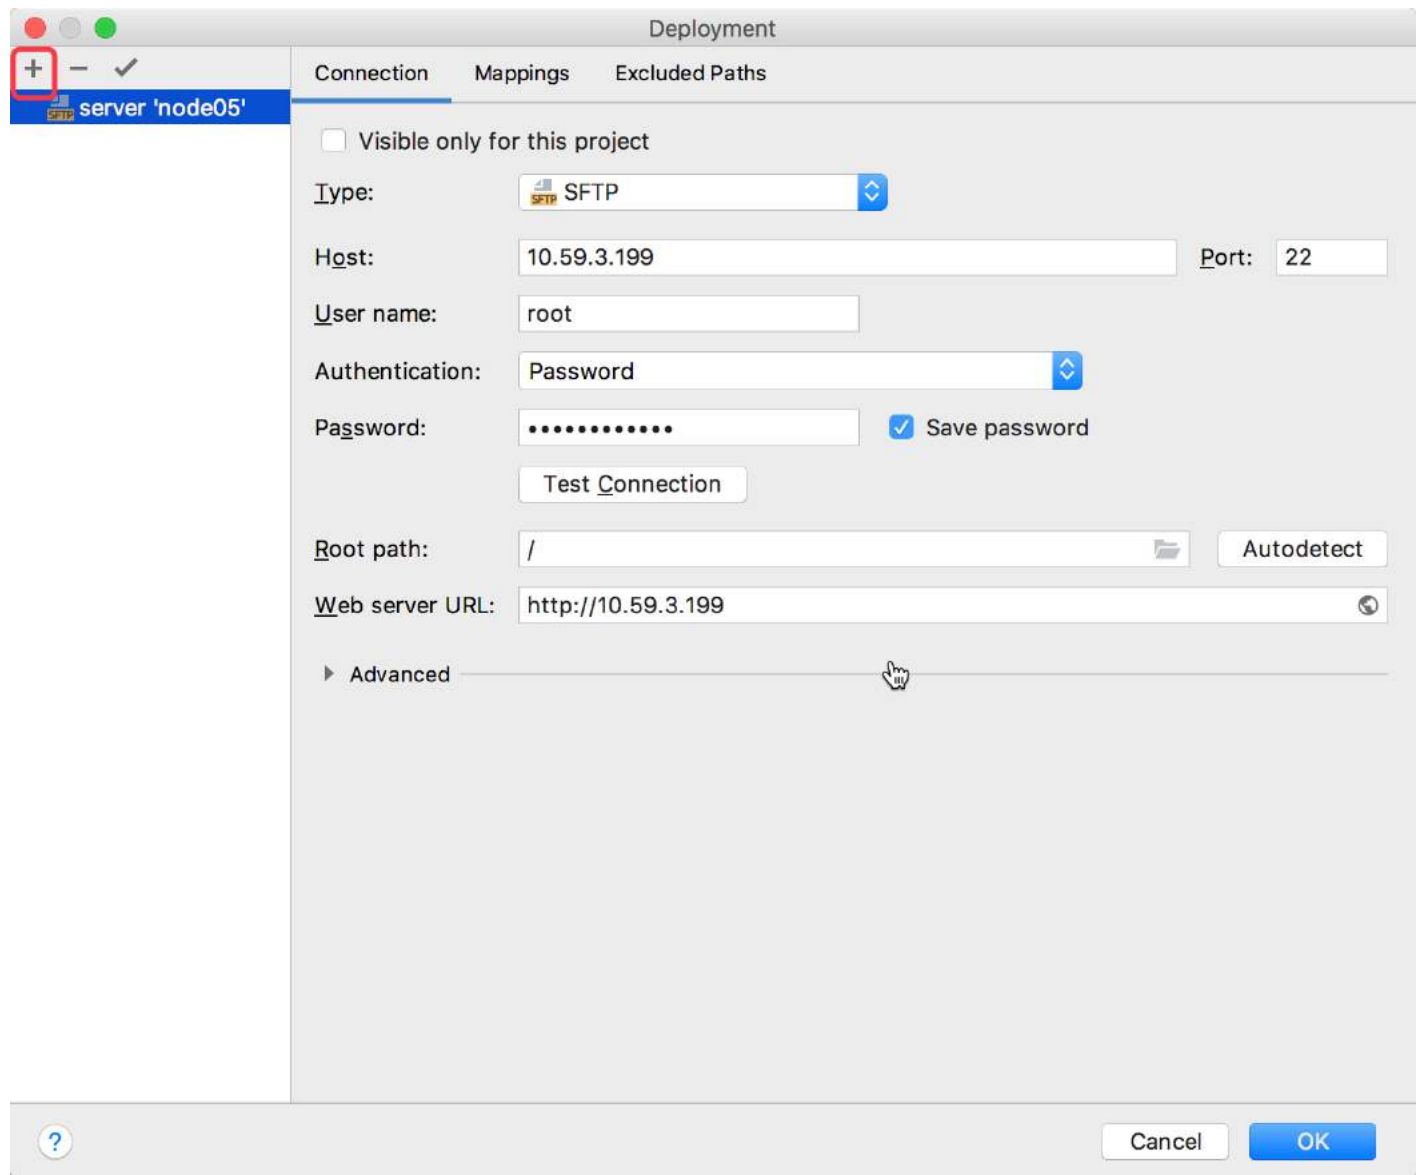 Deployment
+ − ✓
Connection Mappings Excluded Paths
SFTP server 'node05'
Visible only for this project
Type: SFTP SFTP
Host: 10.59.3.199 Port: 22
User name: root
Authentication: Password
Password: •••••••••••• Save password
Test Connection
Root path: / Autodetect
Web server URL: http://10.59.3.199
Advanced
? Cancel OK